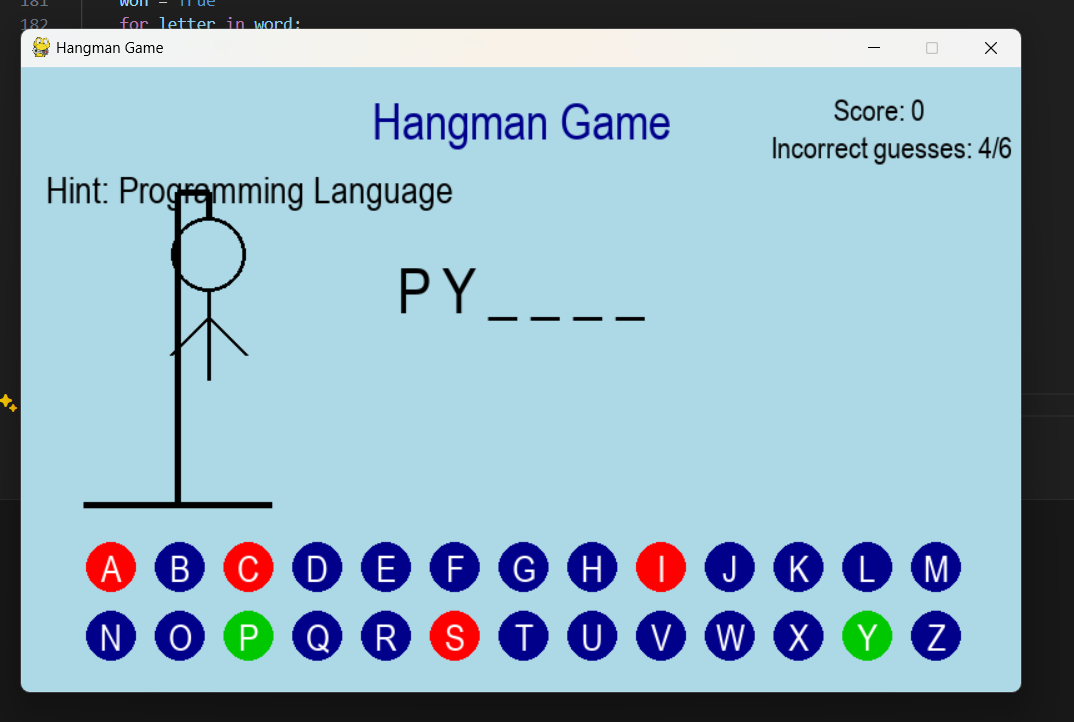 181 won = True
182 for letter in word:
Hangman Game
Hangman Game
Score: 0
Incorrect guesses: 4/6
Hint: Programming Language
P Y _ _ _ _
A B C D E F G H I J K L M
N O P Q R S T U V W X Y Z